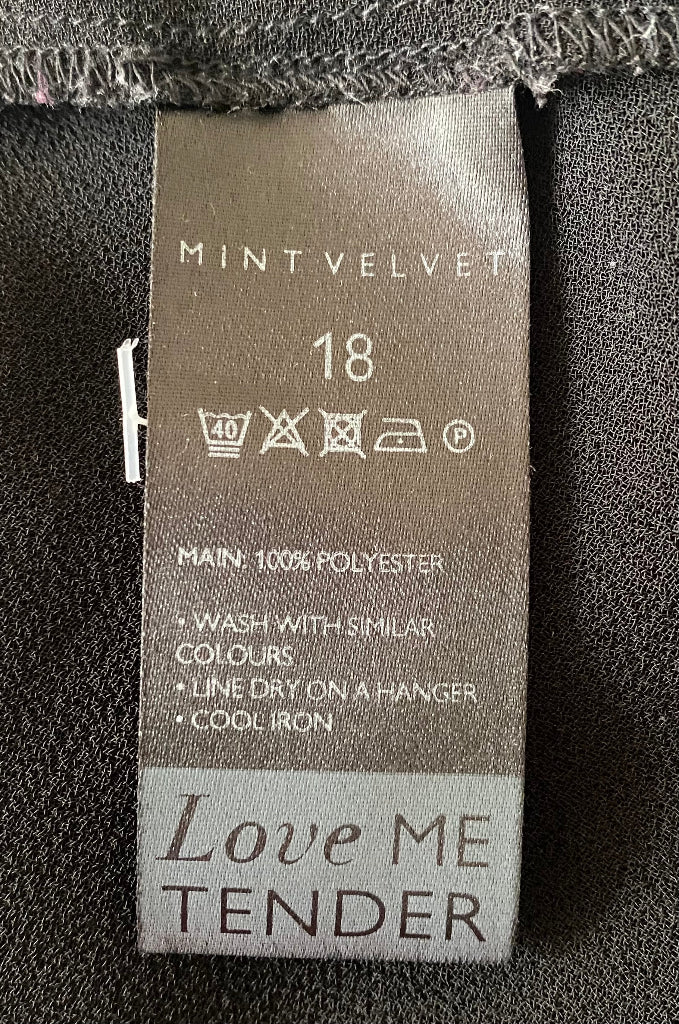 MINT VELVET
18
40 P
MAIN: 100% POLYESTER
• WASH WITH SIMILAR
COLOURS
• LINE DRY ON A HANGER
• COOL IRON
Love ME
TENDER